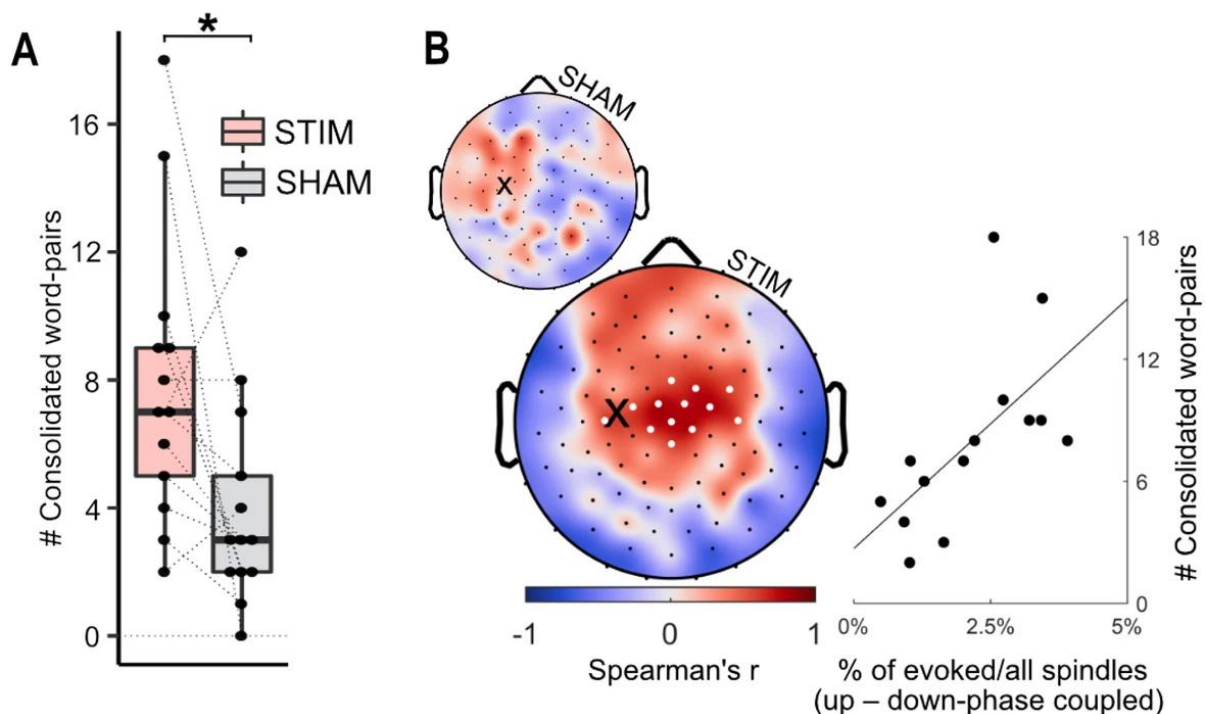 A
*
# Consolidated word-pairs
16
12
8
4
0
STIM
SHAM
B
SHAM
X
STIM
X
-1
0
1
Spearman's r
18
12
6
0
# Consolidated word-pairs
0%
2.5%
5%
% of evoked/all spindles
(up – down-phase coupled)